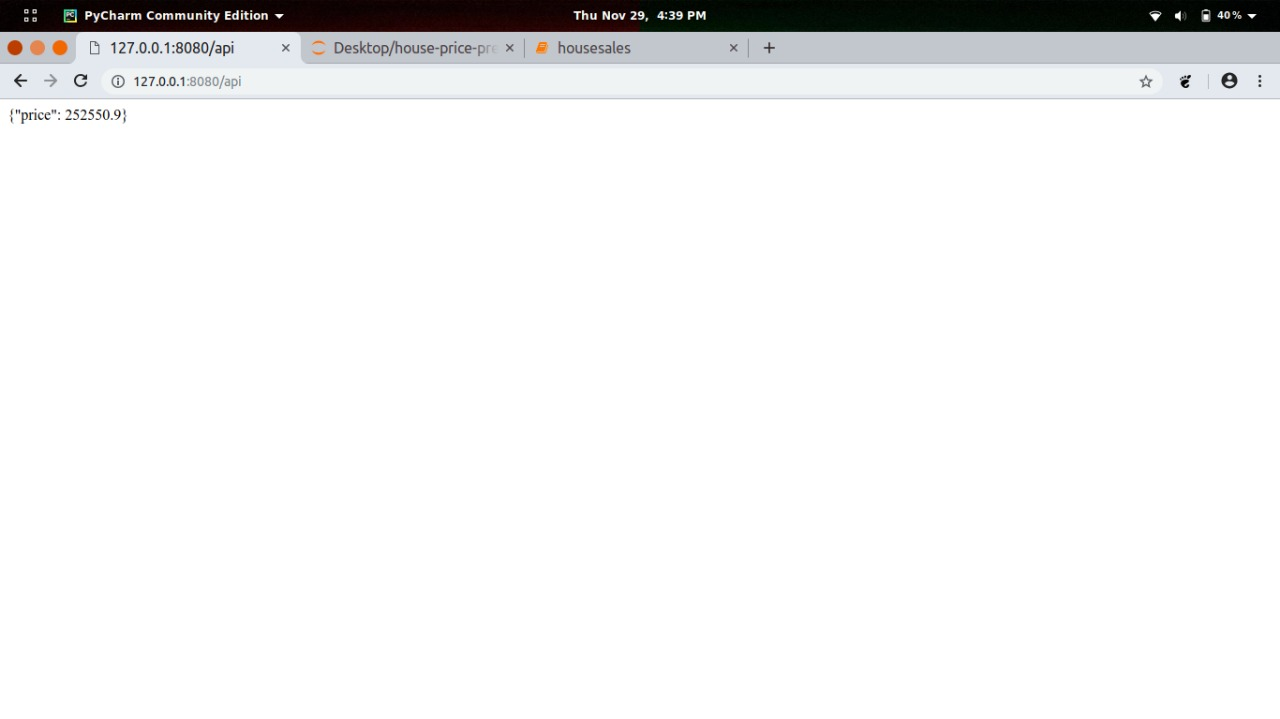 PyCharm Community Edition
Thu Nov 29, 4:39 PM
40 %
127.0.0.1:8080/api
Desktop/house-price-pre
housesales
127.0.0.1:8080/api
{"price": 252550.9}